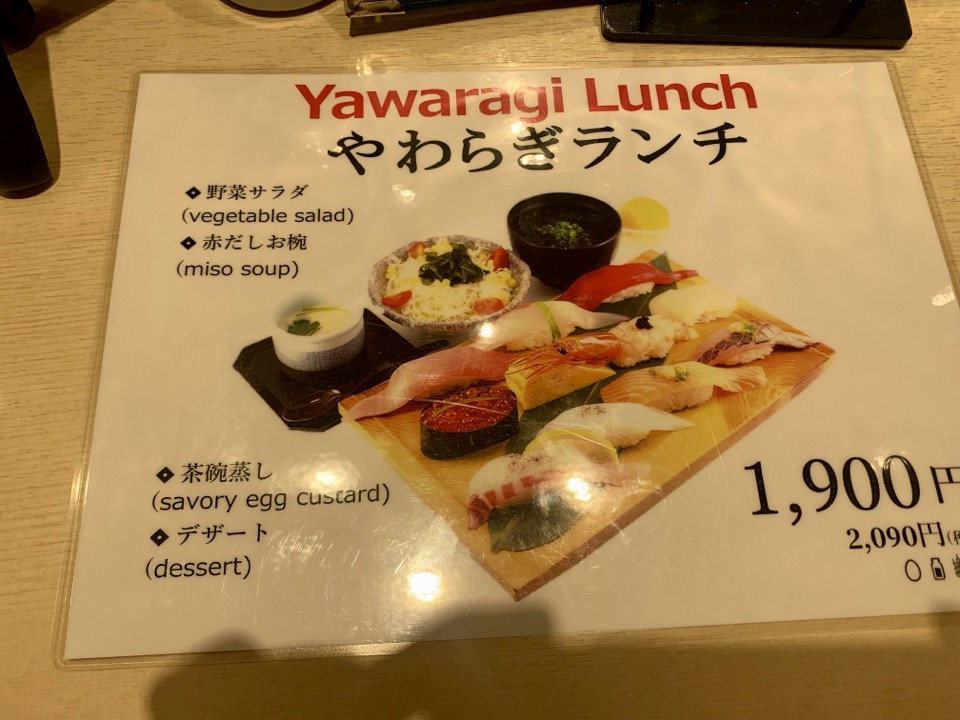 Yawaragi Lunch
やわらぎランチ
❖ 野菜サラダ
(vegetable salad)
❖ 赤だしお椀
(miso soup)
❖ 茶碗蒸し
(savory egg custard)
❖ デザート
(dessert)
1,900円
2,090円